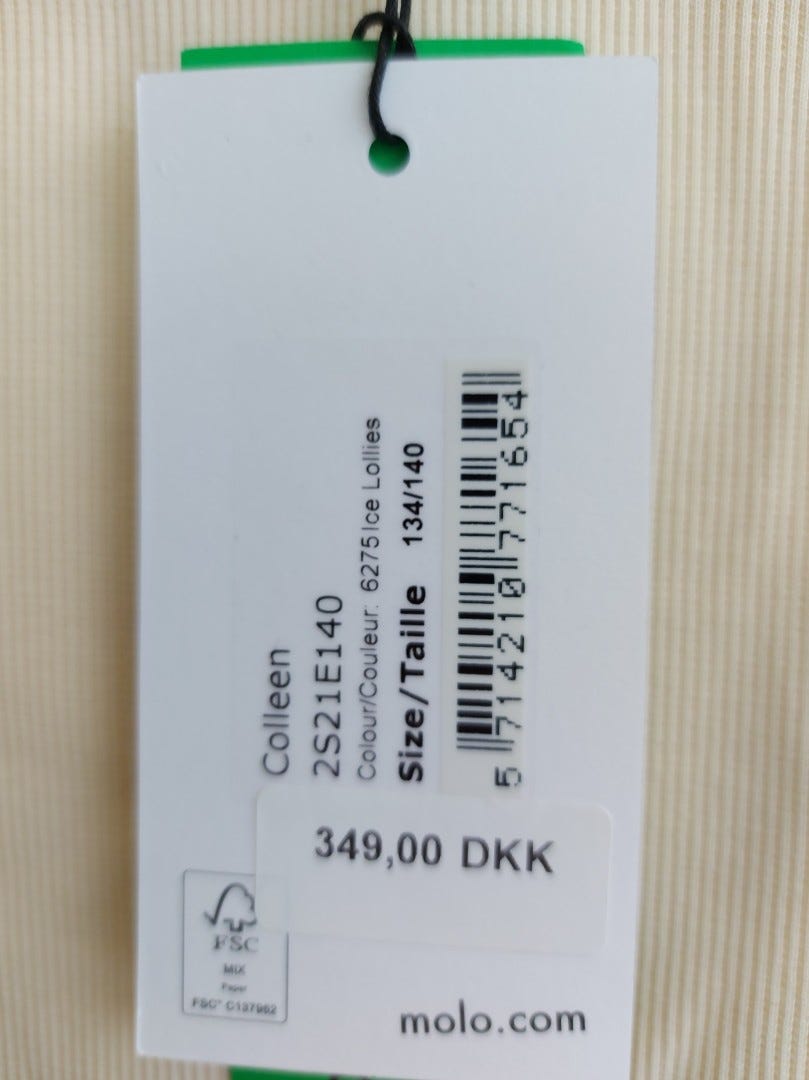 Colleen
2S21E140
Colour/Couleur: 6275 Ice Lollies
Size/Taille 134/140
5 714210 771654
349,00 DKK
FSC
MIX
Paper
FSC® C137962
molo.com